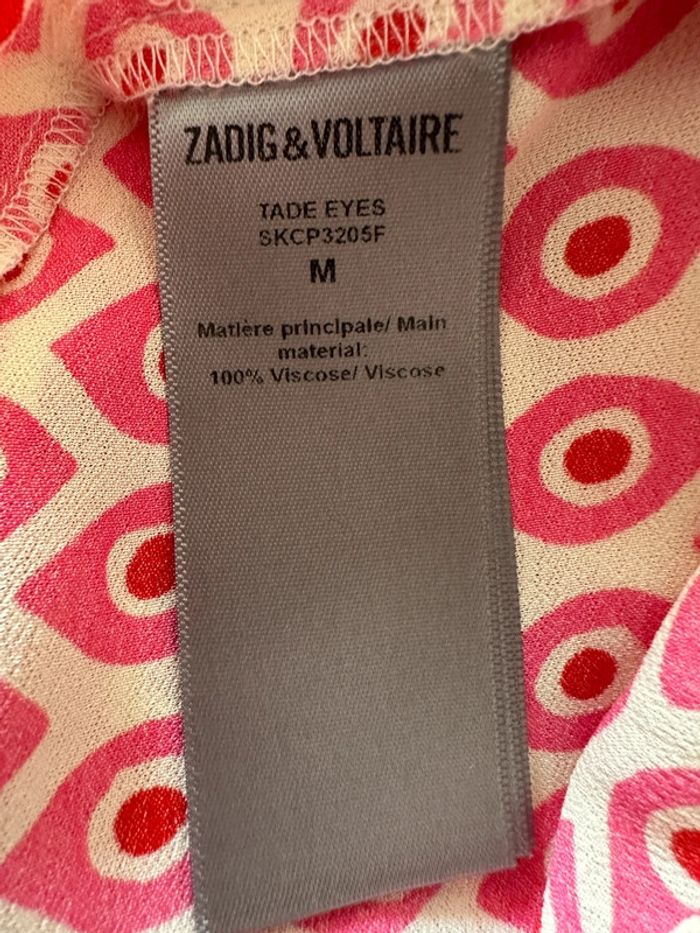 ZADIG&VOLTAIRE
TADE EYES
SKCP3205F
M
Matière principale/ Main
material:
100% Viscose/ Viscose